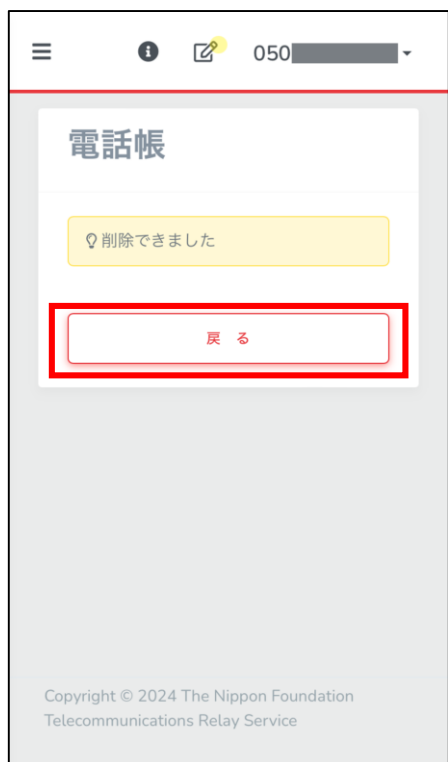 050
電話帳
削除できました
戻 る
Copyright © 2024 The Nippon Foundation
Telecommunications Relay Service